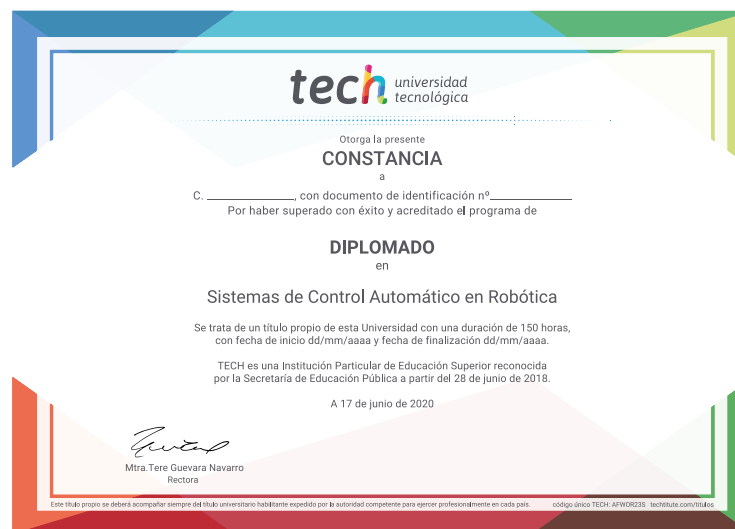 tech universidad
tecnológica
Otorga la presente
CONSTANCIA
a
C. ____________, con documento de identificación nº____________
Por haber superado con éxito y acreditado el programa de
DIPLOMADO
en
Sistemas de Control Automático en Robótica
Se trata de un título propio de esta Universidad con una duración de 150 horas,
con fecha de inicio dd/mm/aaaa y fecha de finalización dd/mm/aaaa.
TECH es una Institución Particular de Educación Superior reconocida
por la Secretaría de Educación Pública a partir del 28 de junio de 2018.
A 17 de junio de 2020
Mtra.Tere Guevara Navarro
Rectora
Este título propio se deberá acompañar siempre del título universitario habilitante expedido por la autoridad competente para ejercer profesionalmente en cada país. código único TECH: AFWOR23S techtitute.com/titulos